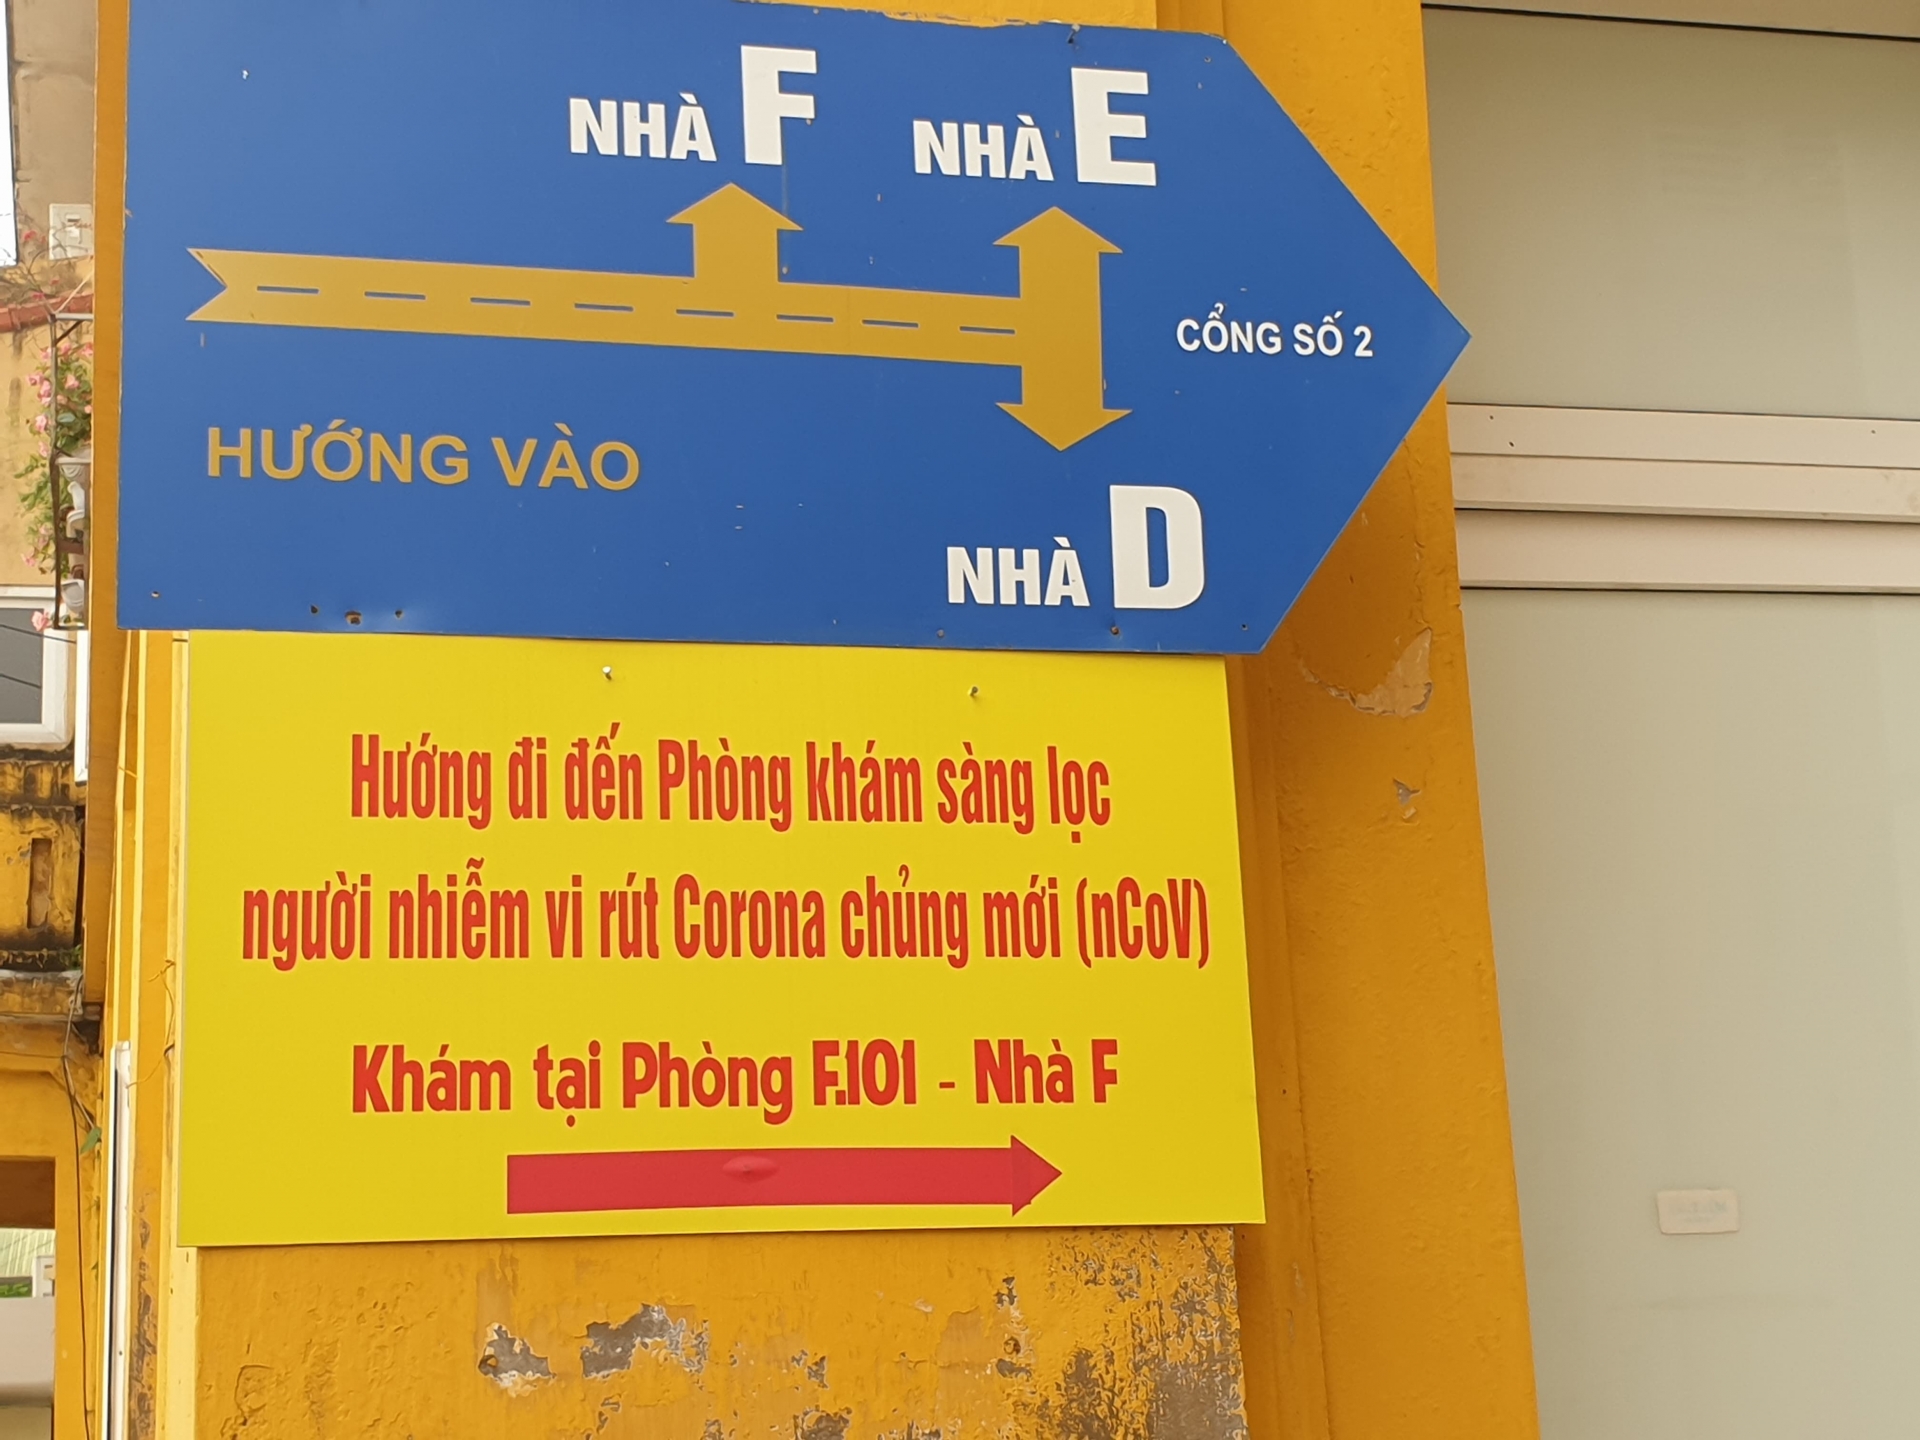 NHÀ F NHÀ E
CỔNG SỐ 2
HƯỚNG VÀO
NHÀ D
Hướng đi đến Phòng khám sàng lọc
người nhiễm vi rút Corona chủng mới (nCoV)
Khám tại Phòng F.101 - Nhà F